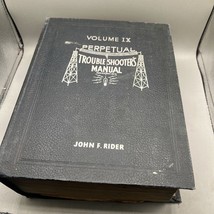 VOLUME IX
PERPETUAL
TROUBLE SHOOTER'S
MANUAL
JOHN F. RIDER